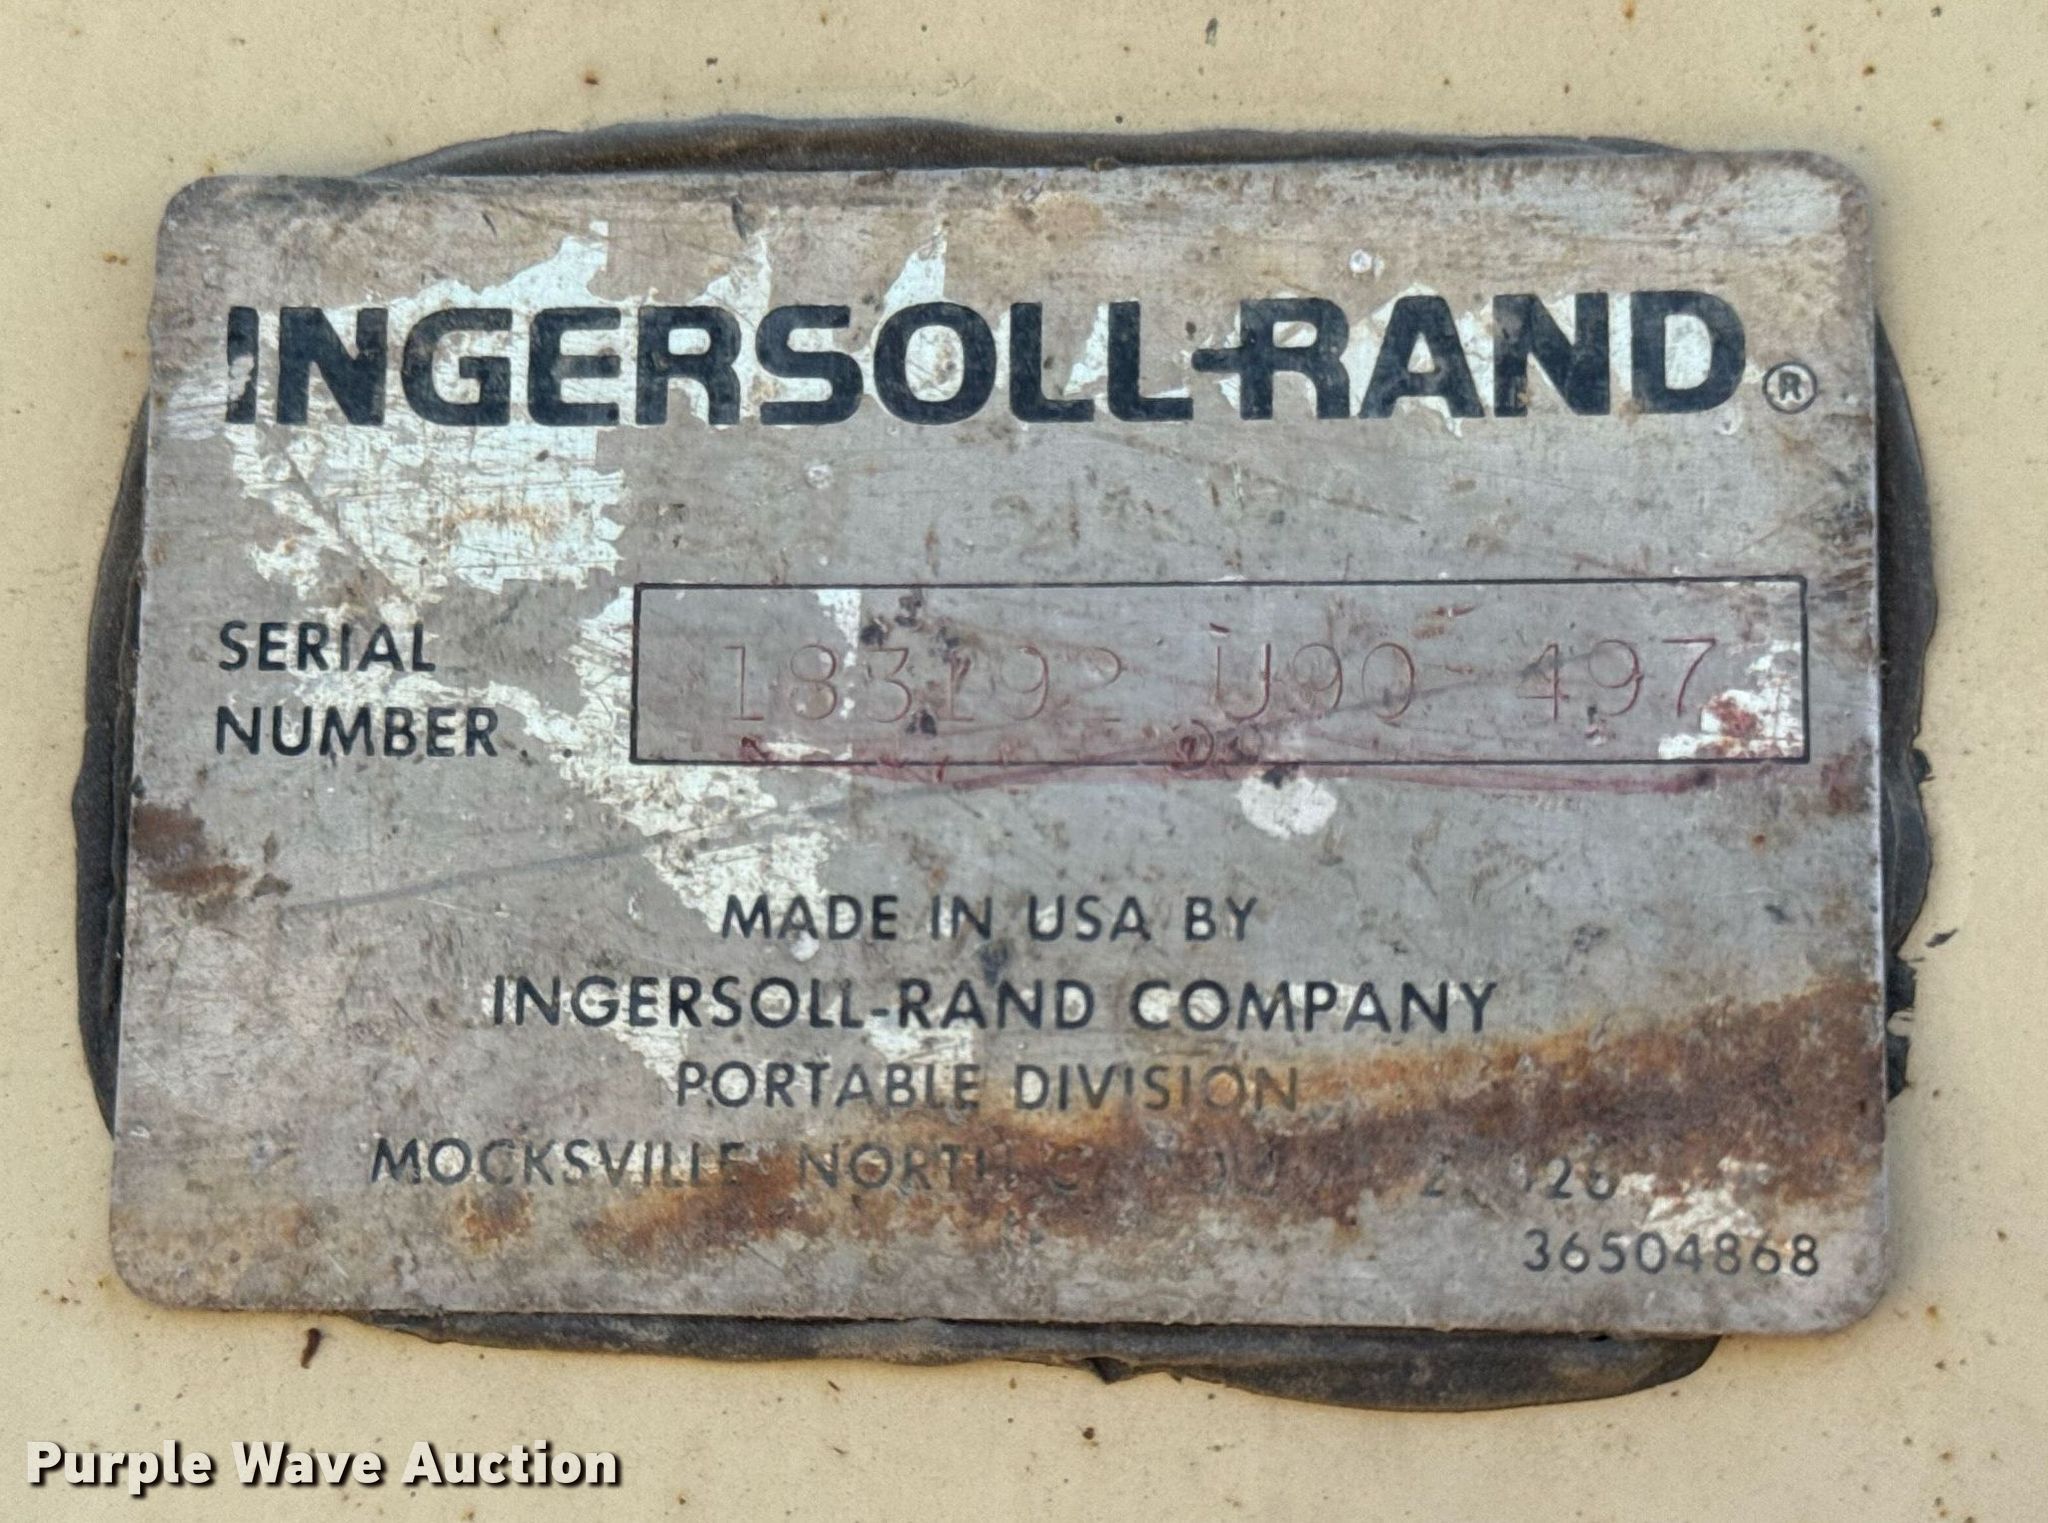 INGERSOLL-RAND®
SERIAL
NUMBER
183192 U90 497
MADE IN USA BY
INGERSOLL-RAND COMPANY
PORTABLE DIVISION
MOCKSVILLE NORTH
36504868
Purple Wave Auction